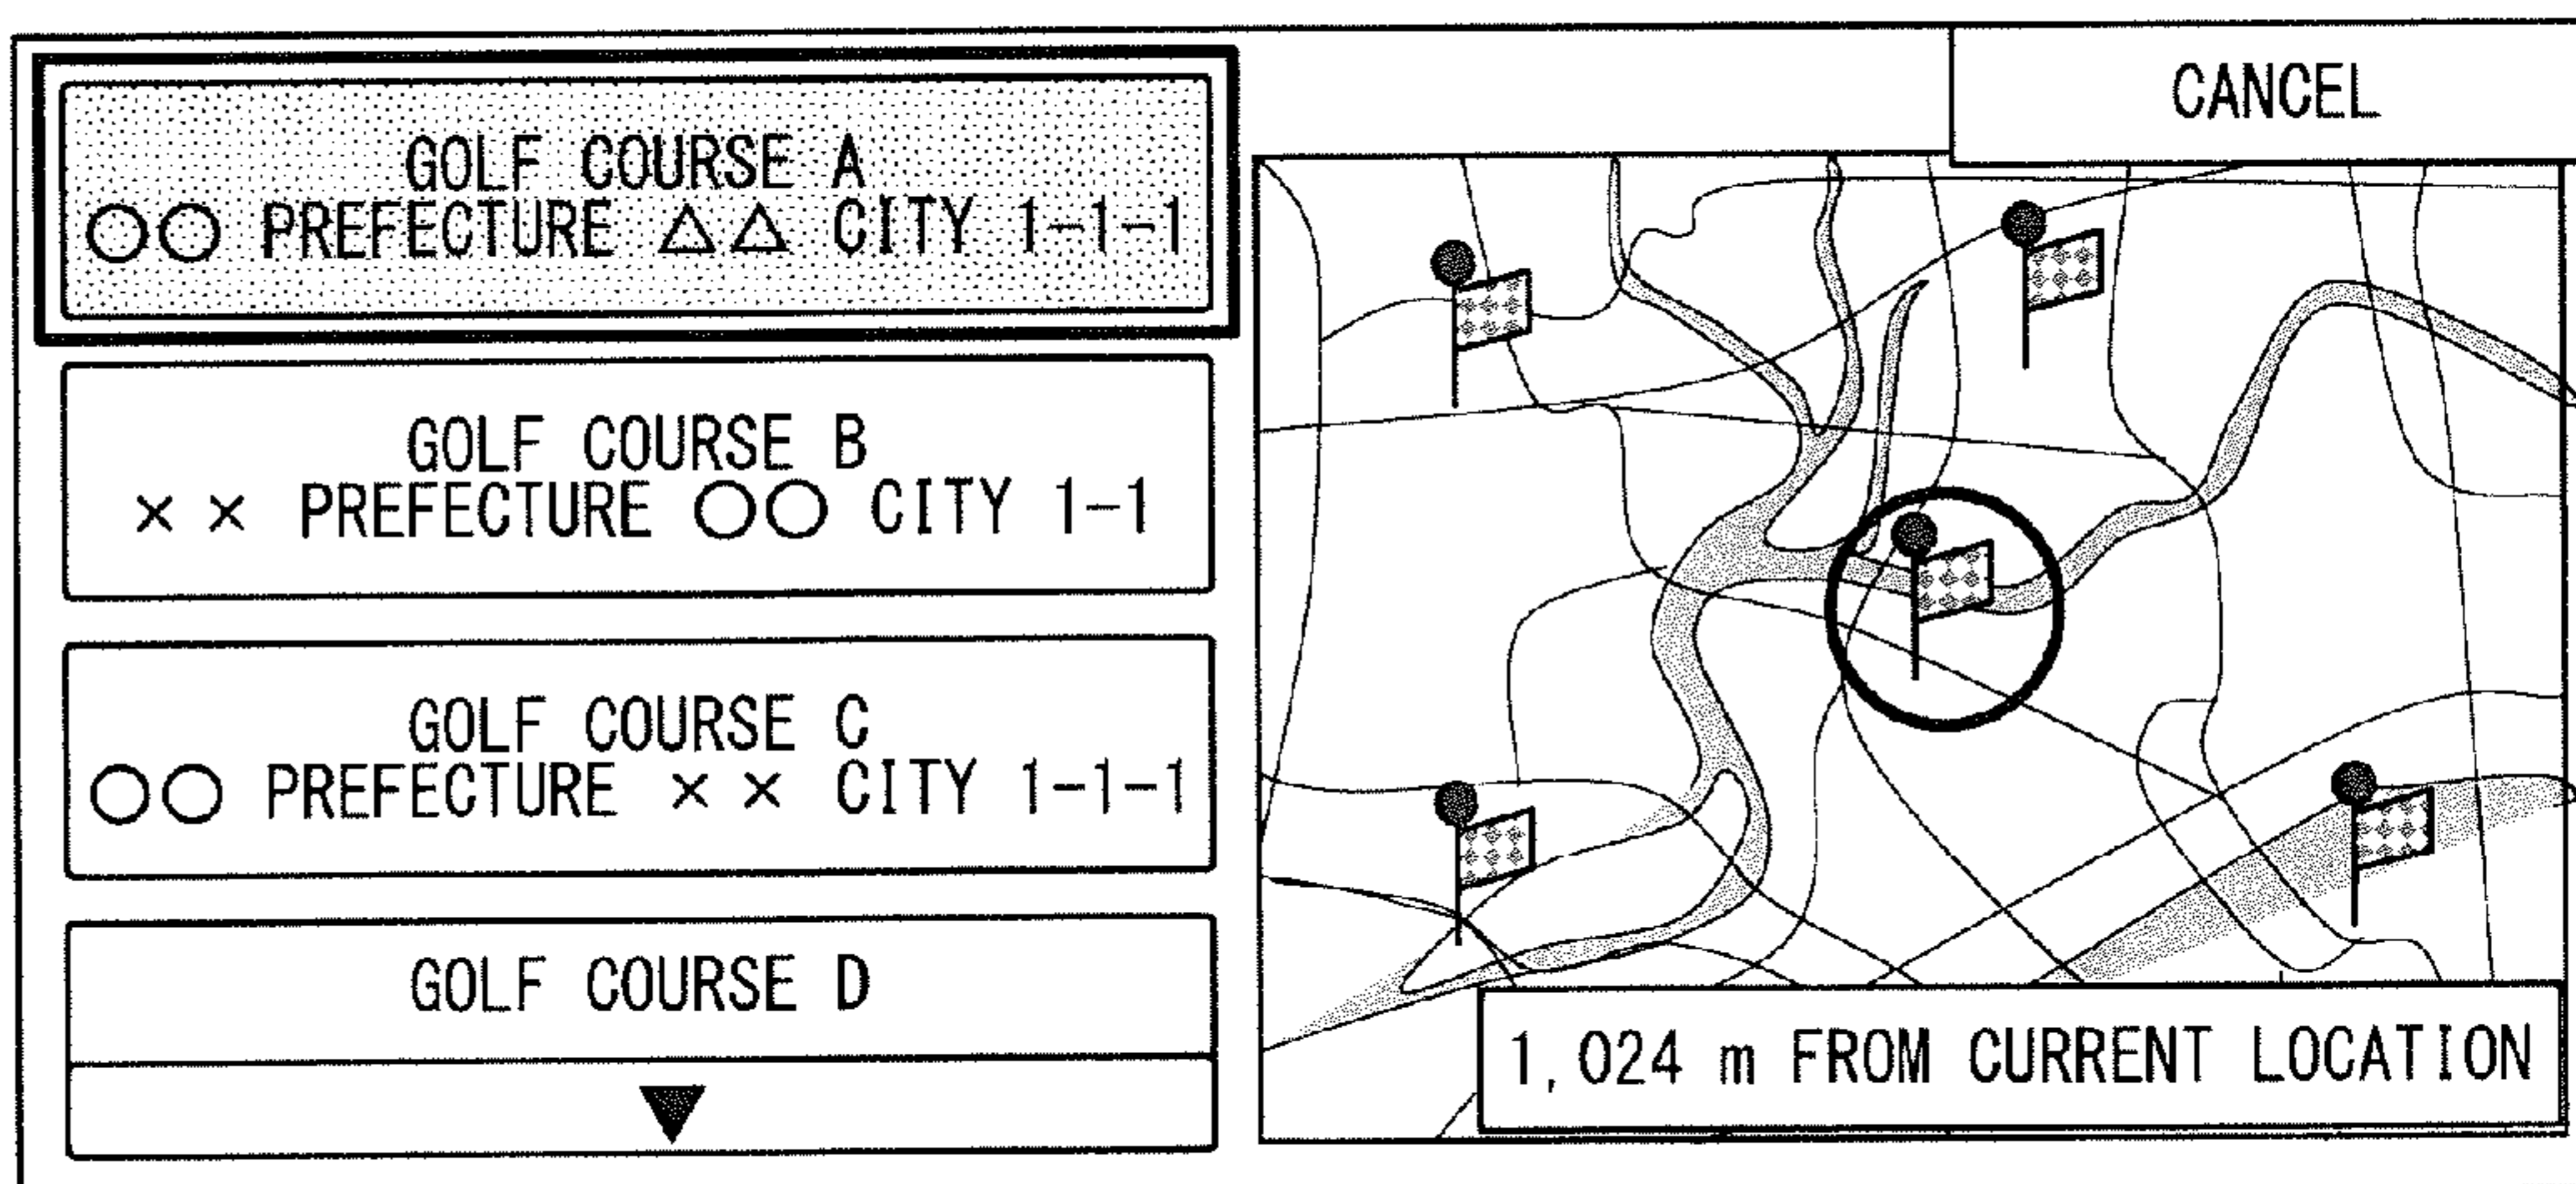 GOLF COURSE A
○○ PREFECTURE △△ CITY 1-1-1
GOLF COURSE B
×× PREFECTURE ○○ CITY 1-1
GOLF COURSE C
○○ PREFECTURE ×× CITY 1-1-1
GOLF COURSE D
▼
CANCEL
1,024 m FROM CURRENT LOCATION